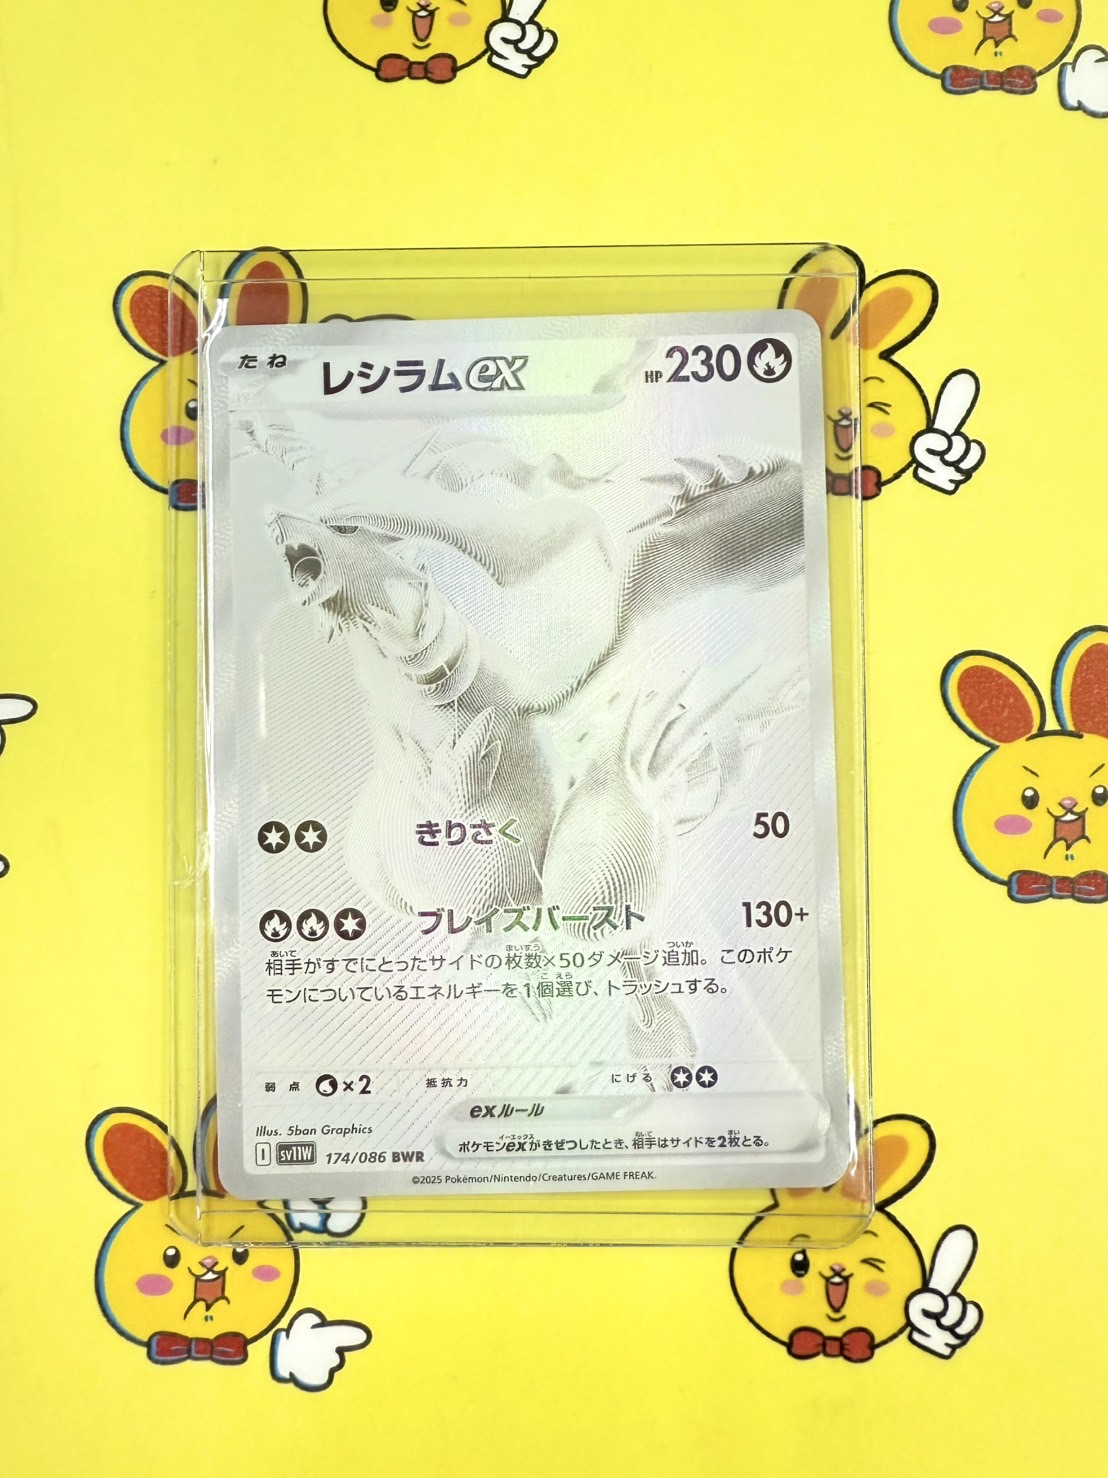 たね レシラムex HP 230
きりさく 50
ブレイズバースト 130+
相手がすでにとったサイドの枚数×50ダメージ追加。このポケ
モンについているエネルギーを1個選び、トラッシュする。
弱点 ×2 抵抗力 にげる
exルール
ポケモンexがきぜつしたとき、相手はサイドを2枚とる。
Illus. 5ban Graphics
I sv11W 174/086 BWR
©2025 Pokémon/Nintendo/Creatures/GAME FREAK.